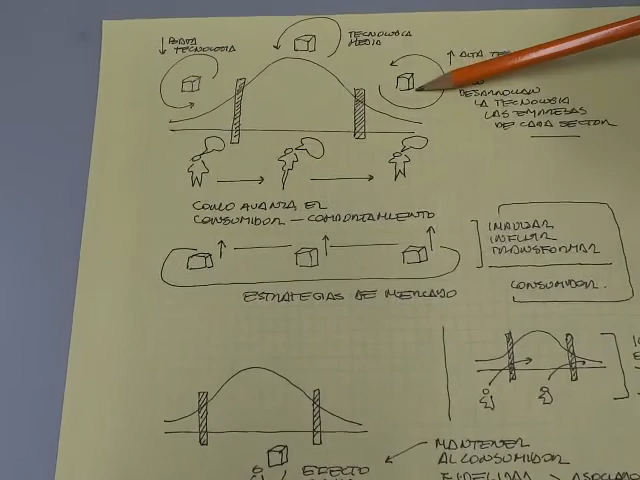 ↓ BAJA
TECNOLOGIA
TECNOLOGIA
MEDIA
↑ ALTA
DESARROLLAN
LA TECNOLOGIA
LAS EMPRESAS
DE CADA SECTOR
COMO AVANZA EL
CONSUMIDOR – COMPORTAMIENTO
ESTRATEGIAS DE MERCADO
INFLUIR
TRANSFORMAR
CONSUMIDOR.
MANTENER
AL CONSUMIDOR
EFECTO